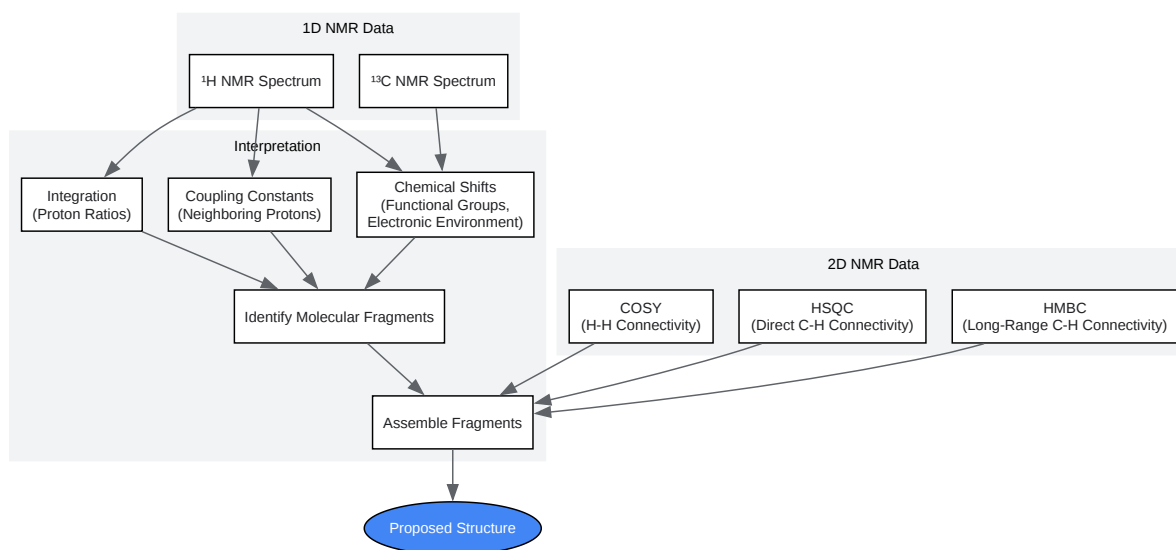 1D NMR Data
¹H NMR Spectrum
¹³C NMR Spectrum
Interpretation
Integration
(Proton Ratios)
Coupling Constants
(Neighboring Protons)
Chemical Shifts
(Functional Groups,
Electronic Environment)
2D NMR Data
COSY
(H-H Connectivity)
HSQC
(Direct C-H Connectivity)
HMBC
(Long-Range C-H Connectivity)
Identify Molecular Fragments
Assemble Fragments
Proposed Structure